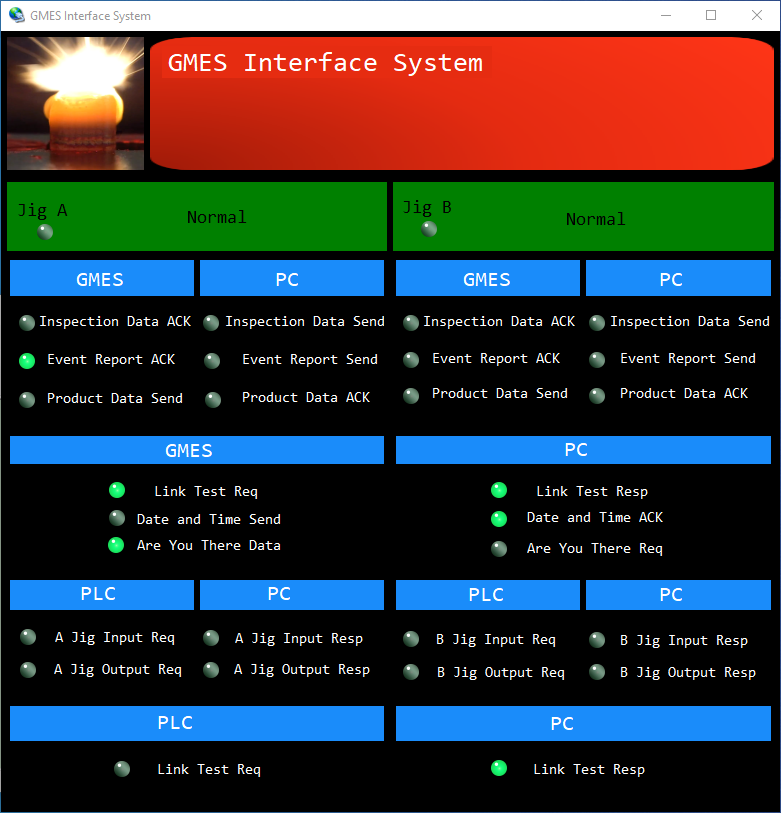 GMES Interface System
GMES Interface System
Jig A
Normal
Jig B
Normal
GMES
PC
GMES
PC
Inspection Data ACK
Inspection Data Send
Inspection Data ACK
Inspection Data Send
Event Report ACK
Event Report Send
Event Report ACK
Event Report Send
Product Data Send
Product Data ACK
Product Data Send
Product Data ACK
GMES
PC
Link Test Req
Link Test Resp
Date and Time Send
Date and Time ACK
Are You There Data
Are You There Req
PLC
PC
PLC
PC
A Jig Input Req
A Jig Input Resp
B Jig Input Req
B Jig Input Resp
A Jig Output Req
A Jig Output Resp
B Jig Output Req
B Jig Output Resp
PLC
PC
Link Test Req
Link Test Resp